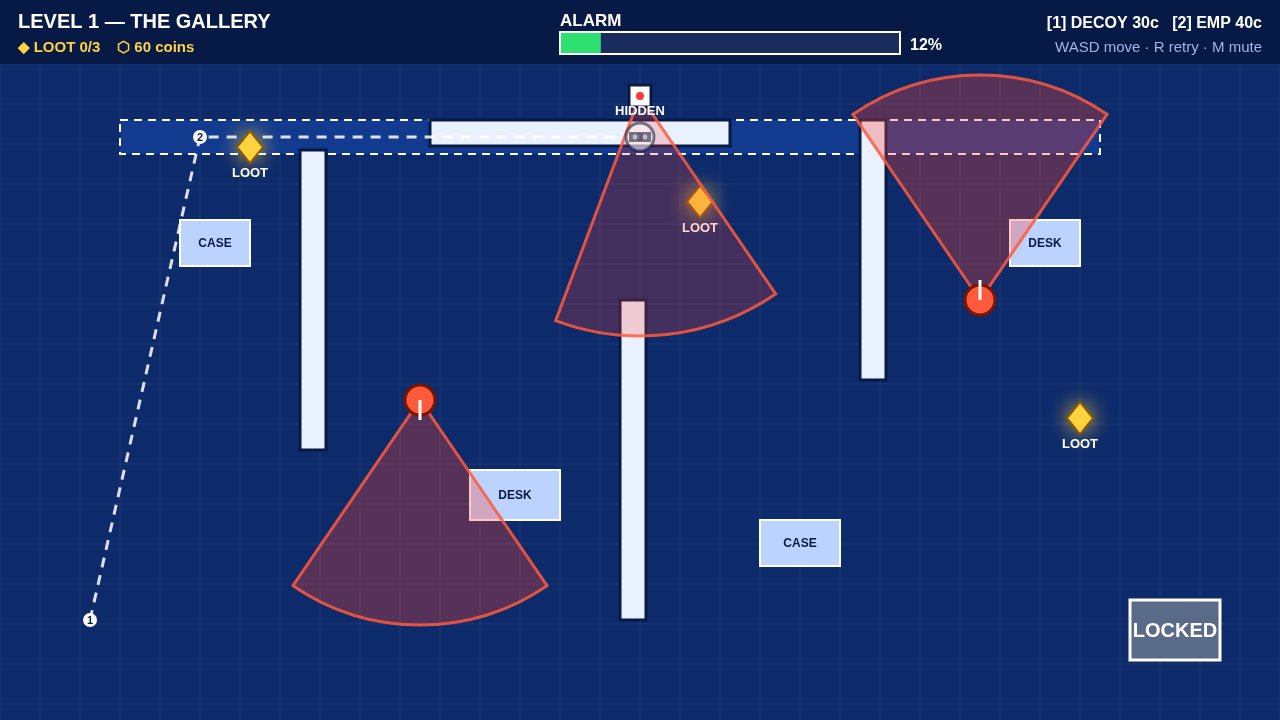 LEVEL 1 — THE GALLERY
◆ LOOT 0/3 ⬡ 60 coins
ALARM
12%
[1] DECOY 30c [2] EMP 40c
WASD move · R retry · M mute
HIDDEN
2
LOOT
LOOT
CASE
DESK
LOOT
DESK
CASE
1
LOCKED